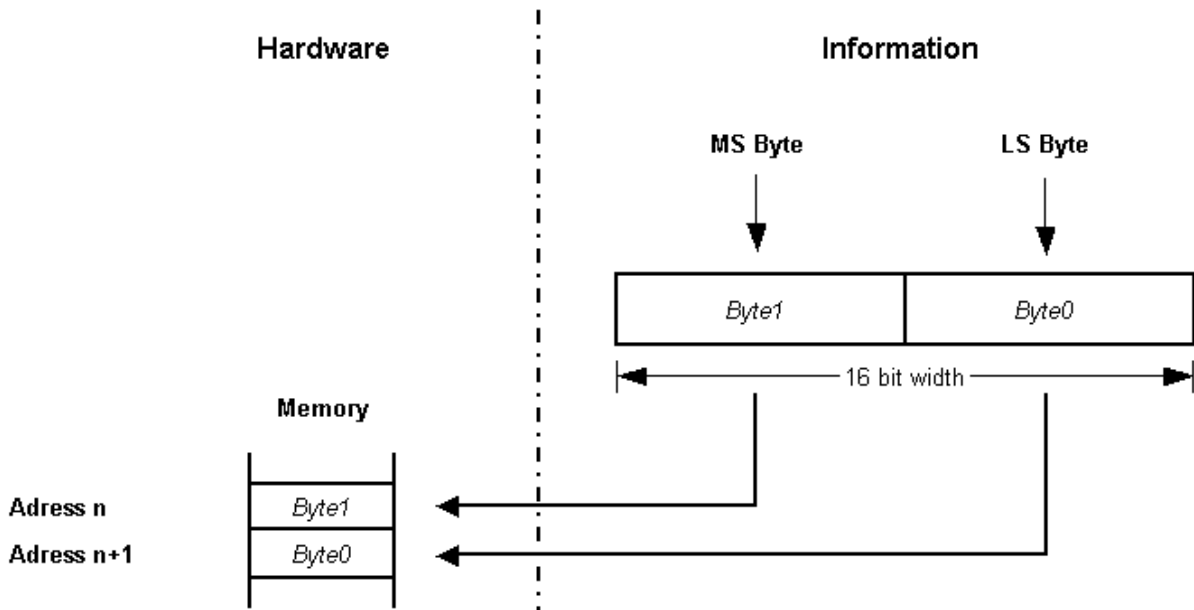 Hardware
Information
MS Byte
LS Byte
Byte1
Byte0
16 bit width
Memory
Adress n
Byte1
Adress n+1
Byte0